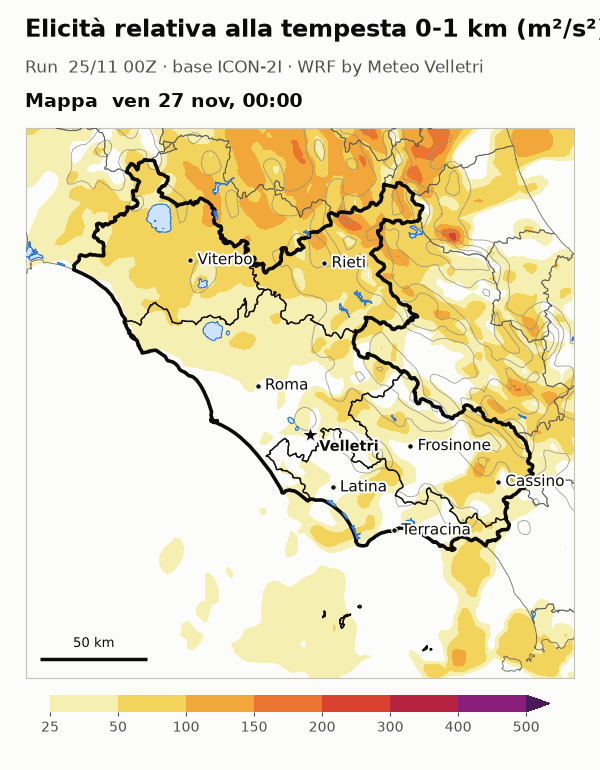 Elicità relativa alla tempesta 0-1 km (m²/s²)
Run  25/11 00Z · base ICON-2I · WRF by Meteo Velletri
Mappa  ven 27 nov, 00:00
Viterbo
Rieti
Roma
Velletri
Frosinone
Cassino
Latina
Terracina
50 km
25 50 100 150 200 300 400 500